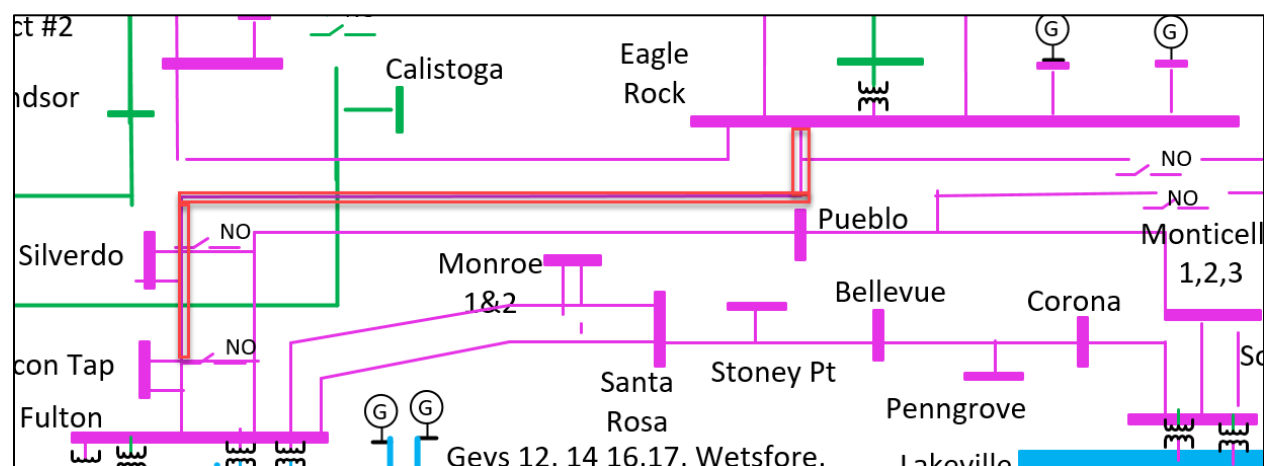 ct #2
NO
Calistoga
Eagle
Rock
G
G
ndsor
NO
NO
Silverdo
NO
Pueblo
Monticell
1,2,3
Monroe
1&2
Bellevue
Corona
con Tap
NO
Stoney Pt
Santa
Rosa
Penngrove
So
Fulton
G
G
Geys 12, 14 16,17, Wetsfore,
Lakeville